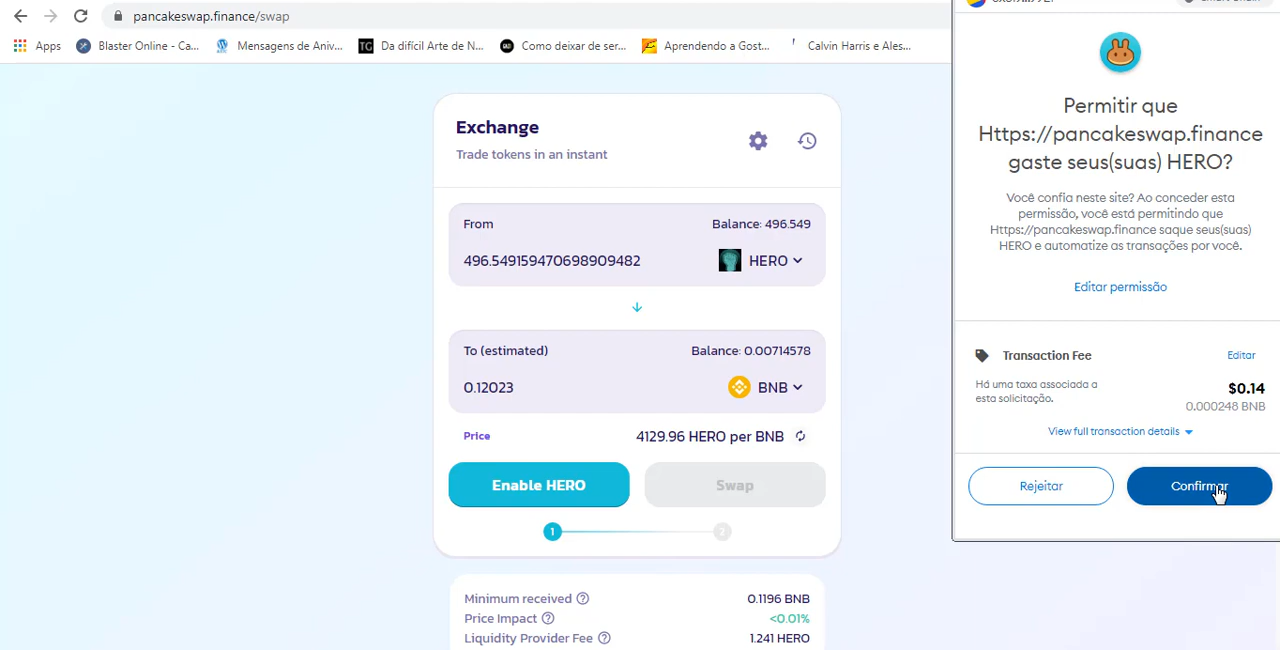 pancakeswap.finance/swap
Apps
Blaster Online - Ca...
Mensagens de Aniv...
TG
Da difícil Arte de N...
Como deixar de ser...
Aprendendo a Gost...
Calvin Harris e Ales...
Exchange
Trade tokens in an instant
From
Balance: 496.549
496.549159470698909482
HERO
To (estimated)
Balance: 0.00714578
0.12023
BNB
Price
4129.96 HERO per BNB
Enable HERO
Swap
1
2
Minimum received
0.1196 BNB
Price Impact
<0.01%
Liquidity Provider Fee
1.241 HERO
Permitir que
Https://pancakeswap.finance
gaste seus(suas) HERO?
Você confia neste site? Ao conceder esta
permissão, você está permitindo que
Https://pancakeswap.finance saque seus(suas)
HERO e automatize as transações por você.
Editar permissão
Transaction Fee
Editar
Há uma taxa associada a
esta solicitação.
$0.14
0.000248 BNB
View full transaction details
Rejeitar
Confirmar